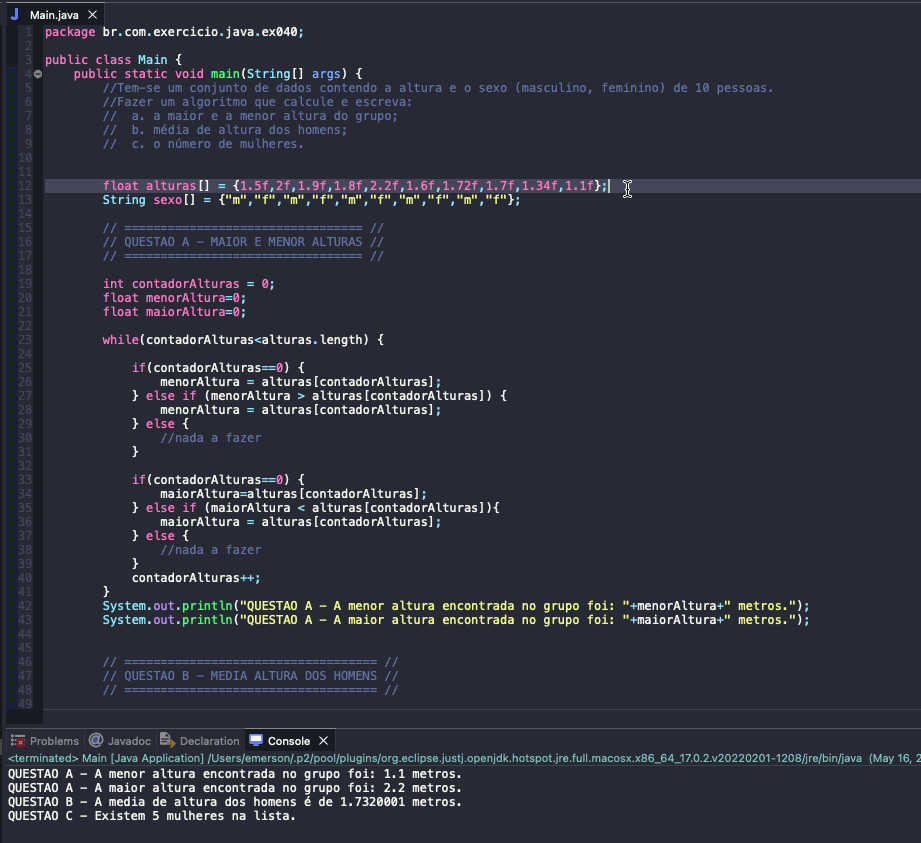 Main.java
1 package br.com.exercicio.java.ex040;
2
3 public class Main {
4 public static void main(String[] args) {
5 //Tem-se um conjunto de dados contendo a altura e o sexo (masculino, feminino) de 10 pessoas.
6 //Fazer um algoritmo que calcule e escreva:
7 // a. a maior e a menor altura do grupo;
8 // b. média de altura dos homens;
9 // c. o número de mulheres.
10
11
12 float alturas[] = {1.5f,2f,1.9f,1.8f,2.2f,1.6f,1.72f,1.7f,1.34f,1.1f};
13 String sexo[] = {"m","f","m","f","m","f","m","f","m","f"};
14
15 // ================================= //
16 // QUESTAO A - MAIOR E MENOR ALTURAS //
17 // ================================= //
18
19 int contadorAlturas = 0;
20 float menorAltura=0;
21 float maiorAltura=0;
22
23 while(contadorAlturas<alturas.length) {
24
25 if(contadorAlturas==0) {
26 menorAltura = alturas[contadorAlturas];
27 } else if (menorAltura > alturas[contadorAlturas]) {
28 menorAltura = alturas[contadorAlturas];
29 } else {
30 //nada a fazer
31 }
32
33 if(contadorAlturas==0) {
34 maiorAltura=alturas[contadorAlturas];
35 } else if (maiorAltura < alturas[contadorAlturas]){
36 maiorAltura = alturas[contadorAlturas];
37 } else {
38 //nada a fazer
39 }
40 contadorAlturas++;
41 }
42 System.out.println("QUESTAO A - A menor altura encontrada no grupo foi: "+menorAltura+" metros.");
43 System.out.println("QUESTAO A - A maior altura encontrada no grupo foi: "+maiorAltura+" metros.");
44
45
46 // =================================== //
47 // QUESTAO B - MEDIA ALTURA DOS HOMENS //
48 // =================================== //
49
Problems Javadoc Declaration Console
<terminated> Main [Java Application] /Users/emerson/.p2/pool/plugins/org.eclipse.justj.openjdk.hotspot.jre.full.macosx.x86_64_17.0.2.v20220201-1208/jre/bin/java (May 16, 2
QUESTAO A - A menor altura encontrada no grupo foi: 1.1 metros.
QUESTAO A - A maior altura encontrada no grupo foi: 2.2 metros.
QUESTAO B - A media de altura dos homens é de 1.7320001 metros.
QUESTAO C - Existem 5 mulheres na lista.